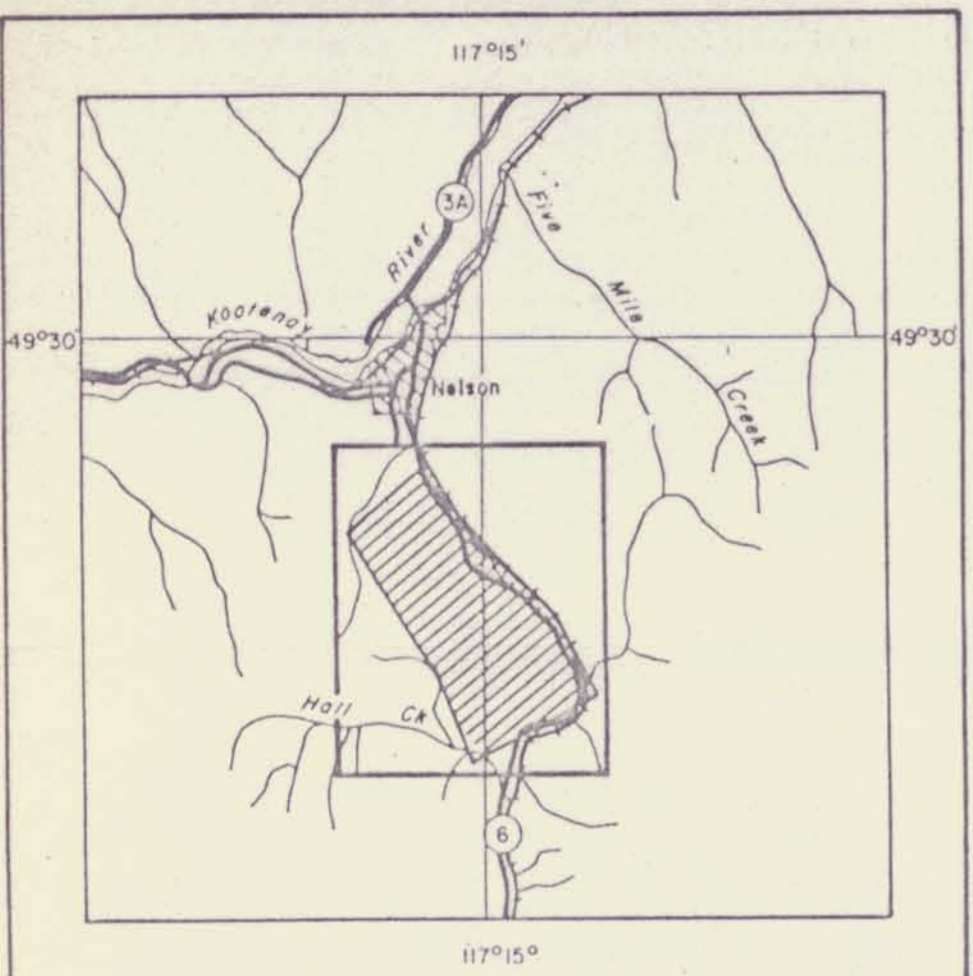 117°15'
3A
Five
River
Mile
Kootenay
49°30'
49°30'
Nelson
Creek
Hall Ck
6
117°15°